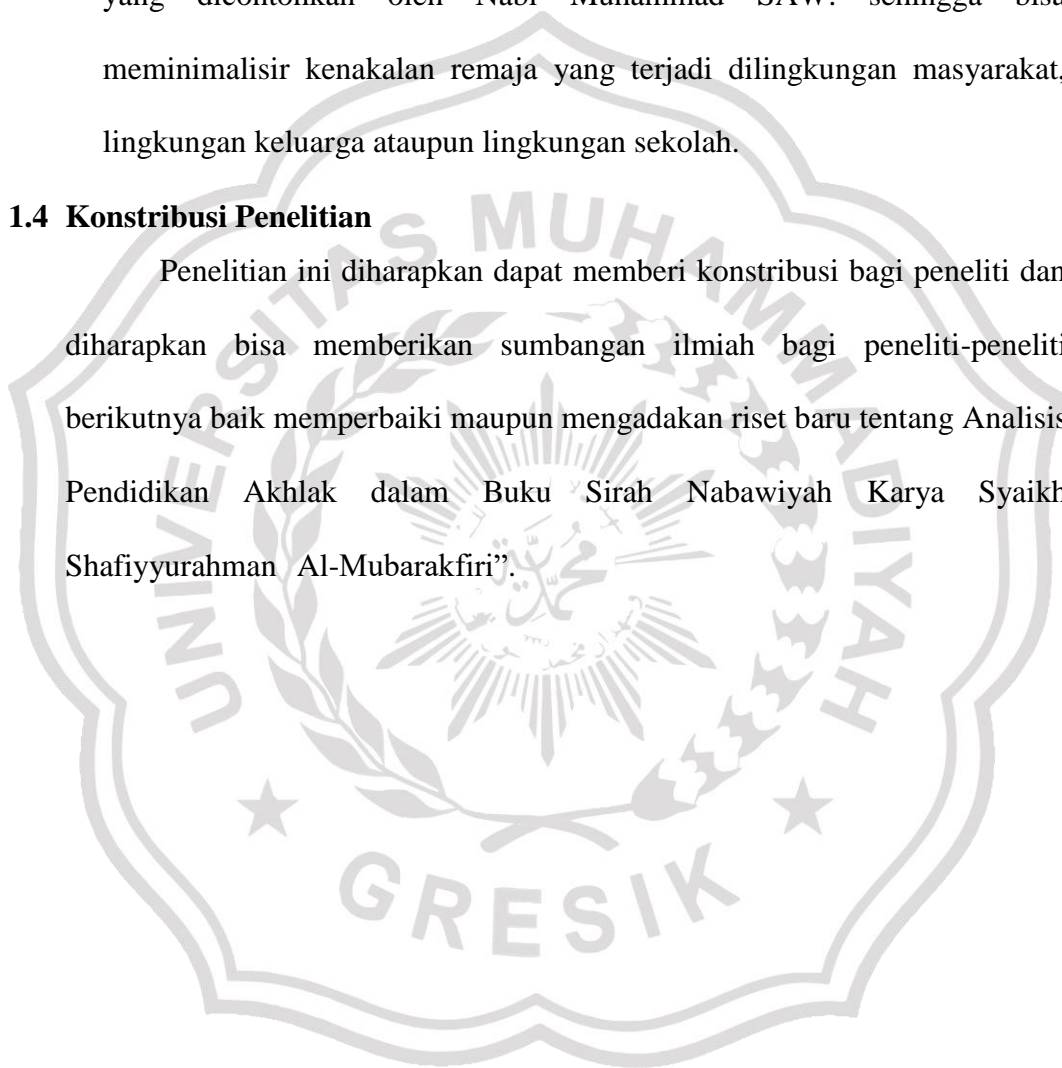 yang dicontohkan oleh Nabi Muhammad SAW. sehingga bisa
meminimalisir kenakalan remaja yang terjadi dilingkungan masyarakat,
lingkungan keluarga ataupun lingkungan sekolah.
1.4 Konstribusi Penelitian
Penelitian ini diharapkan dapat memberi konstribusi bagi peneliti dan
diharapkan bisa memberikan sumbangan ilmiah bagi peneliti-peneliti
berikutnya baik memperbaiki maupun mengadakan riset baru tentang Analisis
Pendidikan Akhlak dalam Buku Sirah Nabawiyah Karya Syaikh
Shafiyyurahman Al-Mubarakfiri”.
UNIVERSITAS MUHAMMADIYAH
GRESIK